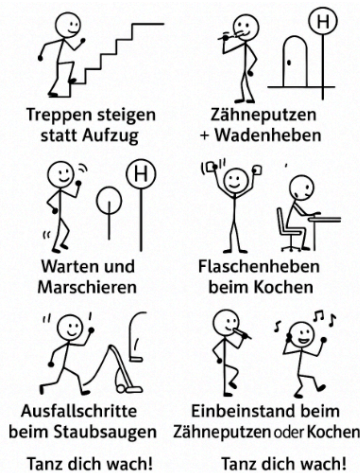 H
Treppen steigen
statt Aufzug
Zähneputzen
+ Wadenheben
H
Warten und
Marschieren
Flaschenheben
beim Kochen
Ausfallschritte
beim Staubsaugen
Einbeinstand beim
Zähneputzen oder Kochen
Tanz dich wach!
Tanz dich wach!